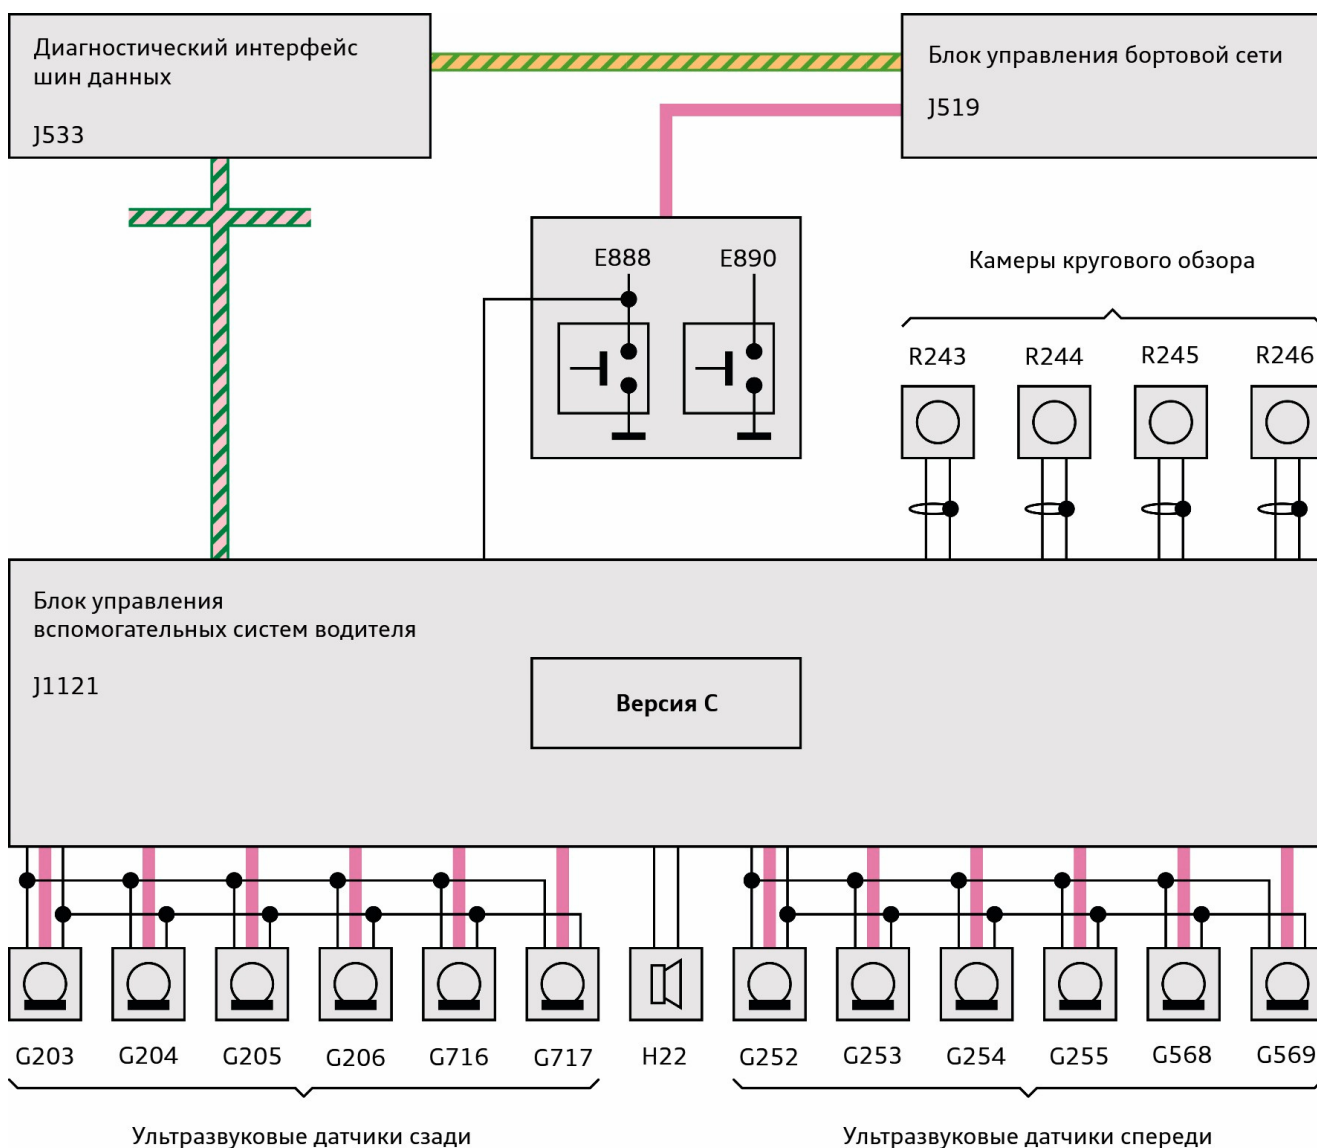 Диагностический интерфейс
шин данных
J533
Блок управления бортовой сети
J519
E888
E890
Камеры кругового обзора
R243
R244
R245
R246
Блок управления
вспомогательных систем водителя
J1121
Версия C
G203
G204
G205
G206
G716
G717
H22
G252
G253
G254
G255
G568
G569
Ультразвуковые датчики сзади
Ультразвуковые датчики спереди